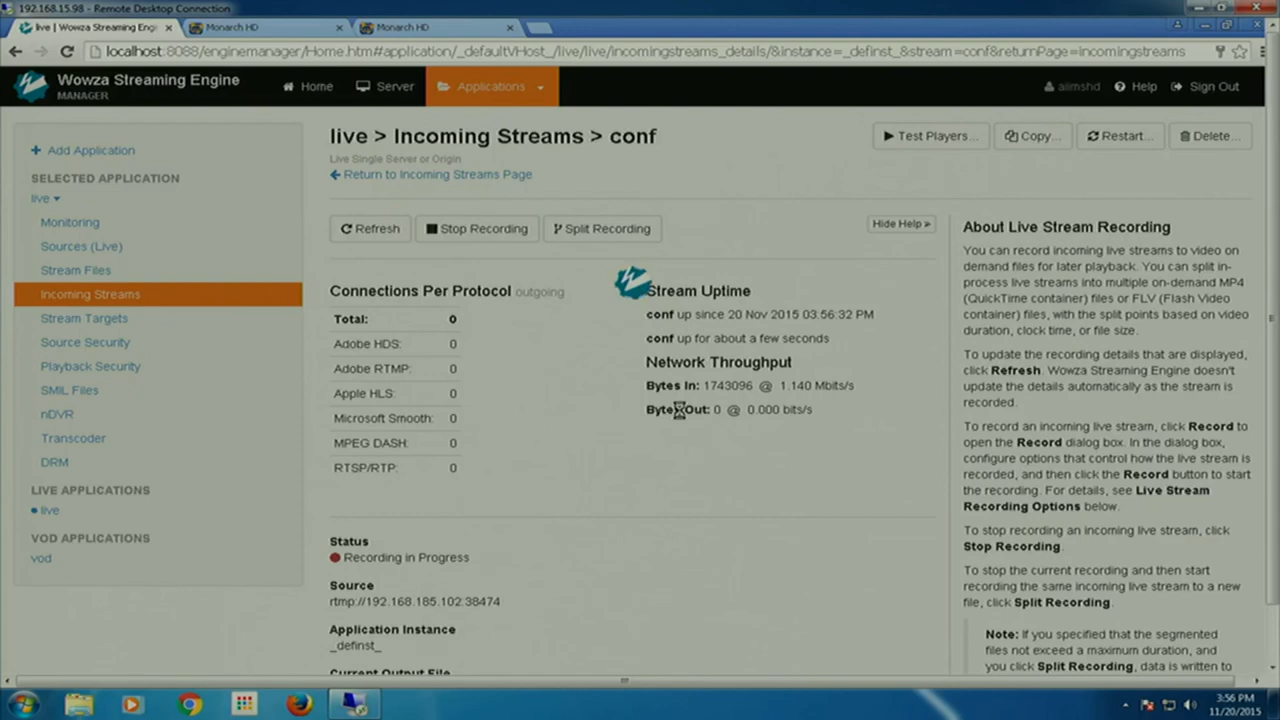 192.168.15.98 - Remote Desktop Connection
live | Wowza Streaming Engi
Monarch HD
Monarch HD
localhost:8088/enginemanager/Home.htm#application/_defaultVHost_/live/live/incomingstreams_details/&instance=_definst_&stream=conf&returnPage=incomingstreams
Wowza Streaming Engine
MANAGER
Home
Server
Applications
alimshd
Help
Sign Out
Add Application
SELECTED APPLICATION
live
Monitoring
Sources (Live)
Stream Files
Incoming Streams
Stream Targets
Source Security
Playback Security
SMIL Files
nDVR
Transcoder
DRM
LIVE APPLICATIONS
live
VOD APPLICATIONS
vod
live > Incoming Streams > conf
Live Single Server or Origin
Return to Incoming Streams Page
Test Players...
Copy...
Restart...
Delete...
Refresh
Stop Recording
Split Recording
Hide Help »
Connections Per Protocol outgoing
Total: 0
Adobe HDS: 0
Adobe RTMP: 0
Apple HLS: 0
Microsoft Smooth: 0
MPEG DASH: 0
RTSP/RTP: 0
Stream Uptime
conf up since 20 Nov 2015 03:56:32 PM
conf up for about a few seconds
Network Throughput
Bytes In: 1743096 @ 1.140 Mbits/s
Bytes Out: 0 @ 0.000 bits/s
Status
Recording in Progress
Source
rtmp://192.168.185.102:38474
Application Instance
_definst_
Current Output File
About Live Stream Recording
You can record incoming live streams to video on
demand files for later playback. You can split in-
process live streams into multiple on-demand MP4
(QuickTime container) files or FLV (Flash Video
container) files, with the split points based on video
duration, clock time, or file size.
To update the recording details that are displayed,
click Refresh. Wowza Streaming Engine doesn't
update the details automatically as the stream is
recorded.
To record an incoming live stream, click Record to
open the Record dialog box. In the dialog box,
configure options that control how the live stream is
recorded, and then click the Record button to start
the recording. For details, see Live Stream
Recording Options below.
To stop recording an incoming live stream, click
Stop Recording.
To stop the current recording and then start
recording the same incoming live stream to a new
file, click Split Recording.
Note: If you specified that the segmented
files not exceed a maximum duration, and
you click Split Recording, data is written to
3:56 PM
11/20/2015